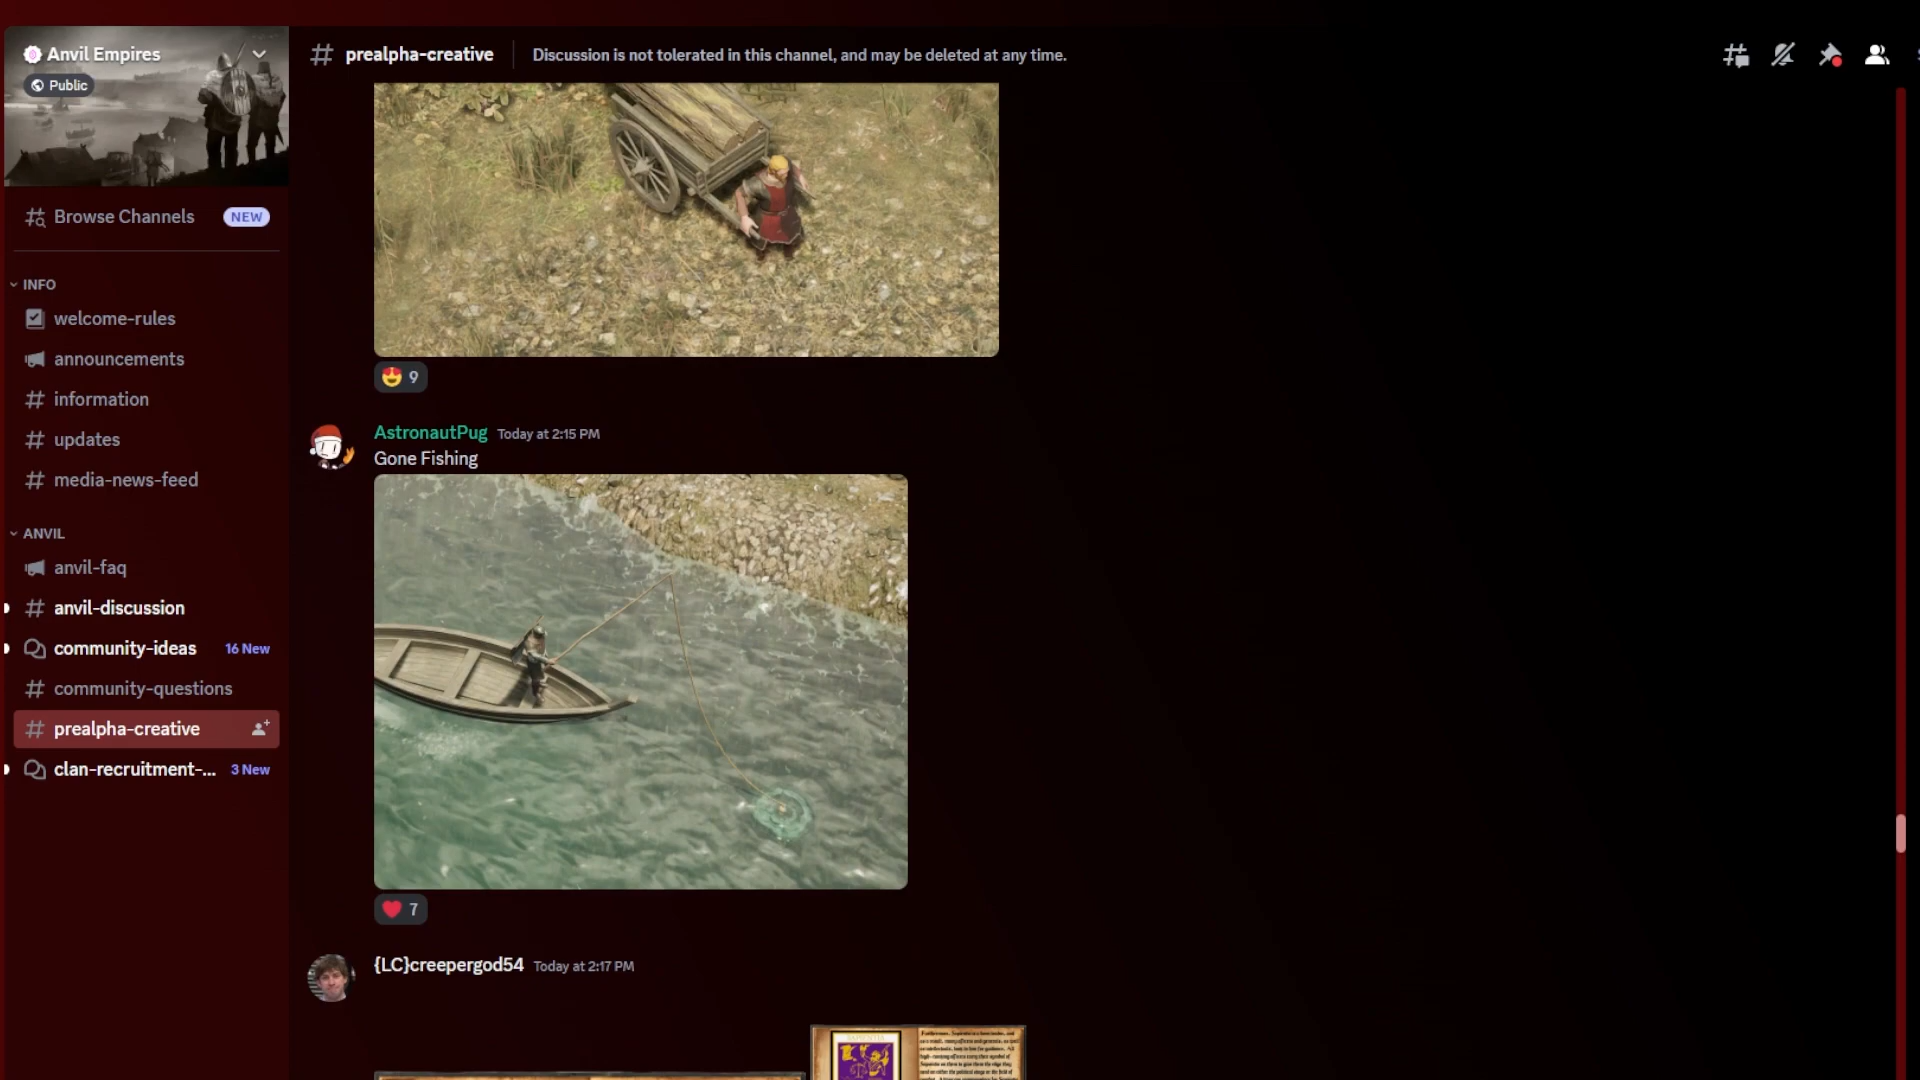 Anvil Empires
Public
Browse Channels
NEW
INFO
welcome-rules
announcements
information
updates
media-news-feed
ANVIL
anvil-faq
anvil-discussion
community-ideas
16 New
community-questions
prealpha-creative
clan-recruitment-...
3 New
prealpha-creative
Discussion is not tolerated in this channel, and may be deleted at any time.
9
AstronautPug Today at 2:15 PM
Gone Fishing
7
{LC}creepergod54 Today at 2:17 PM